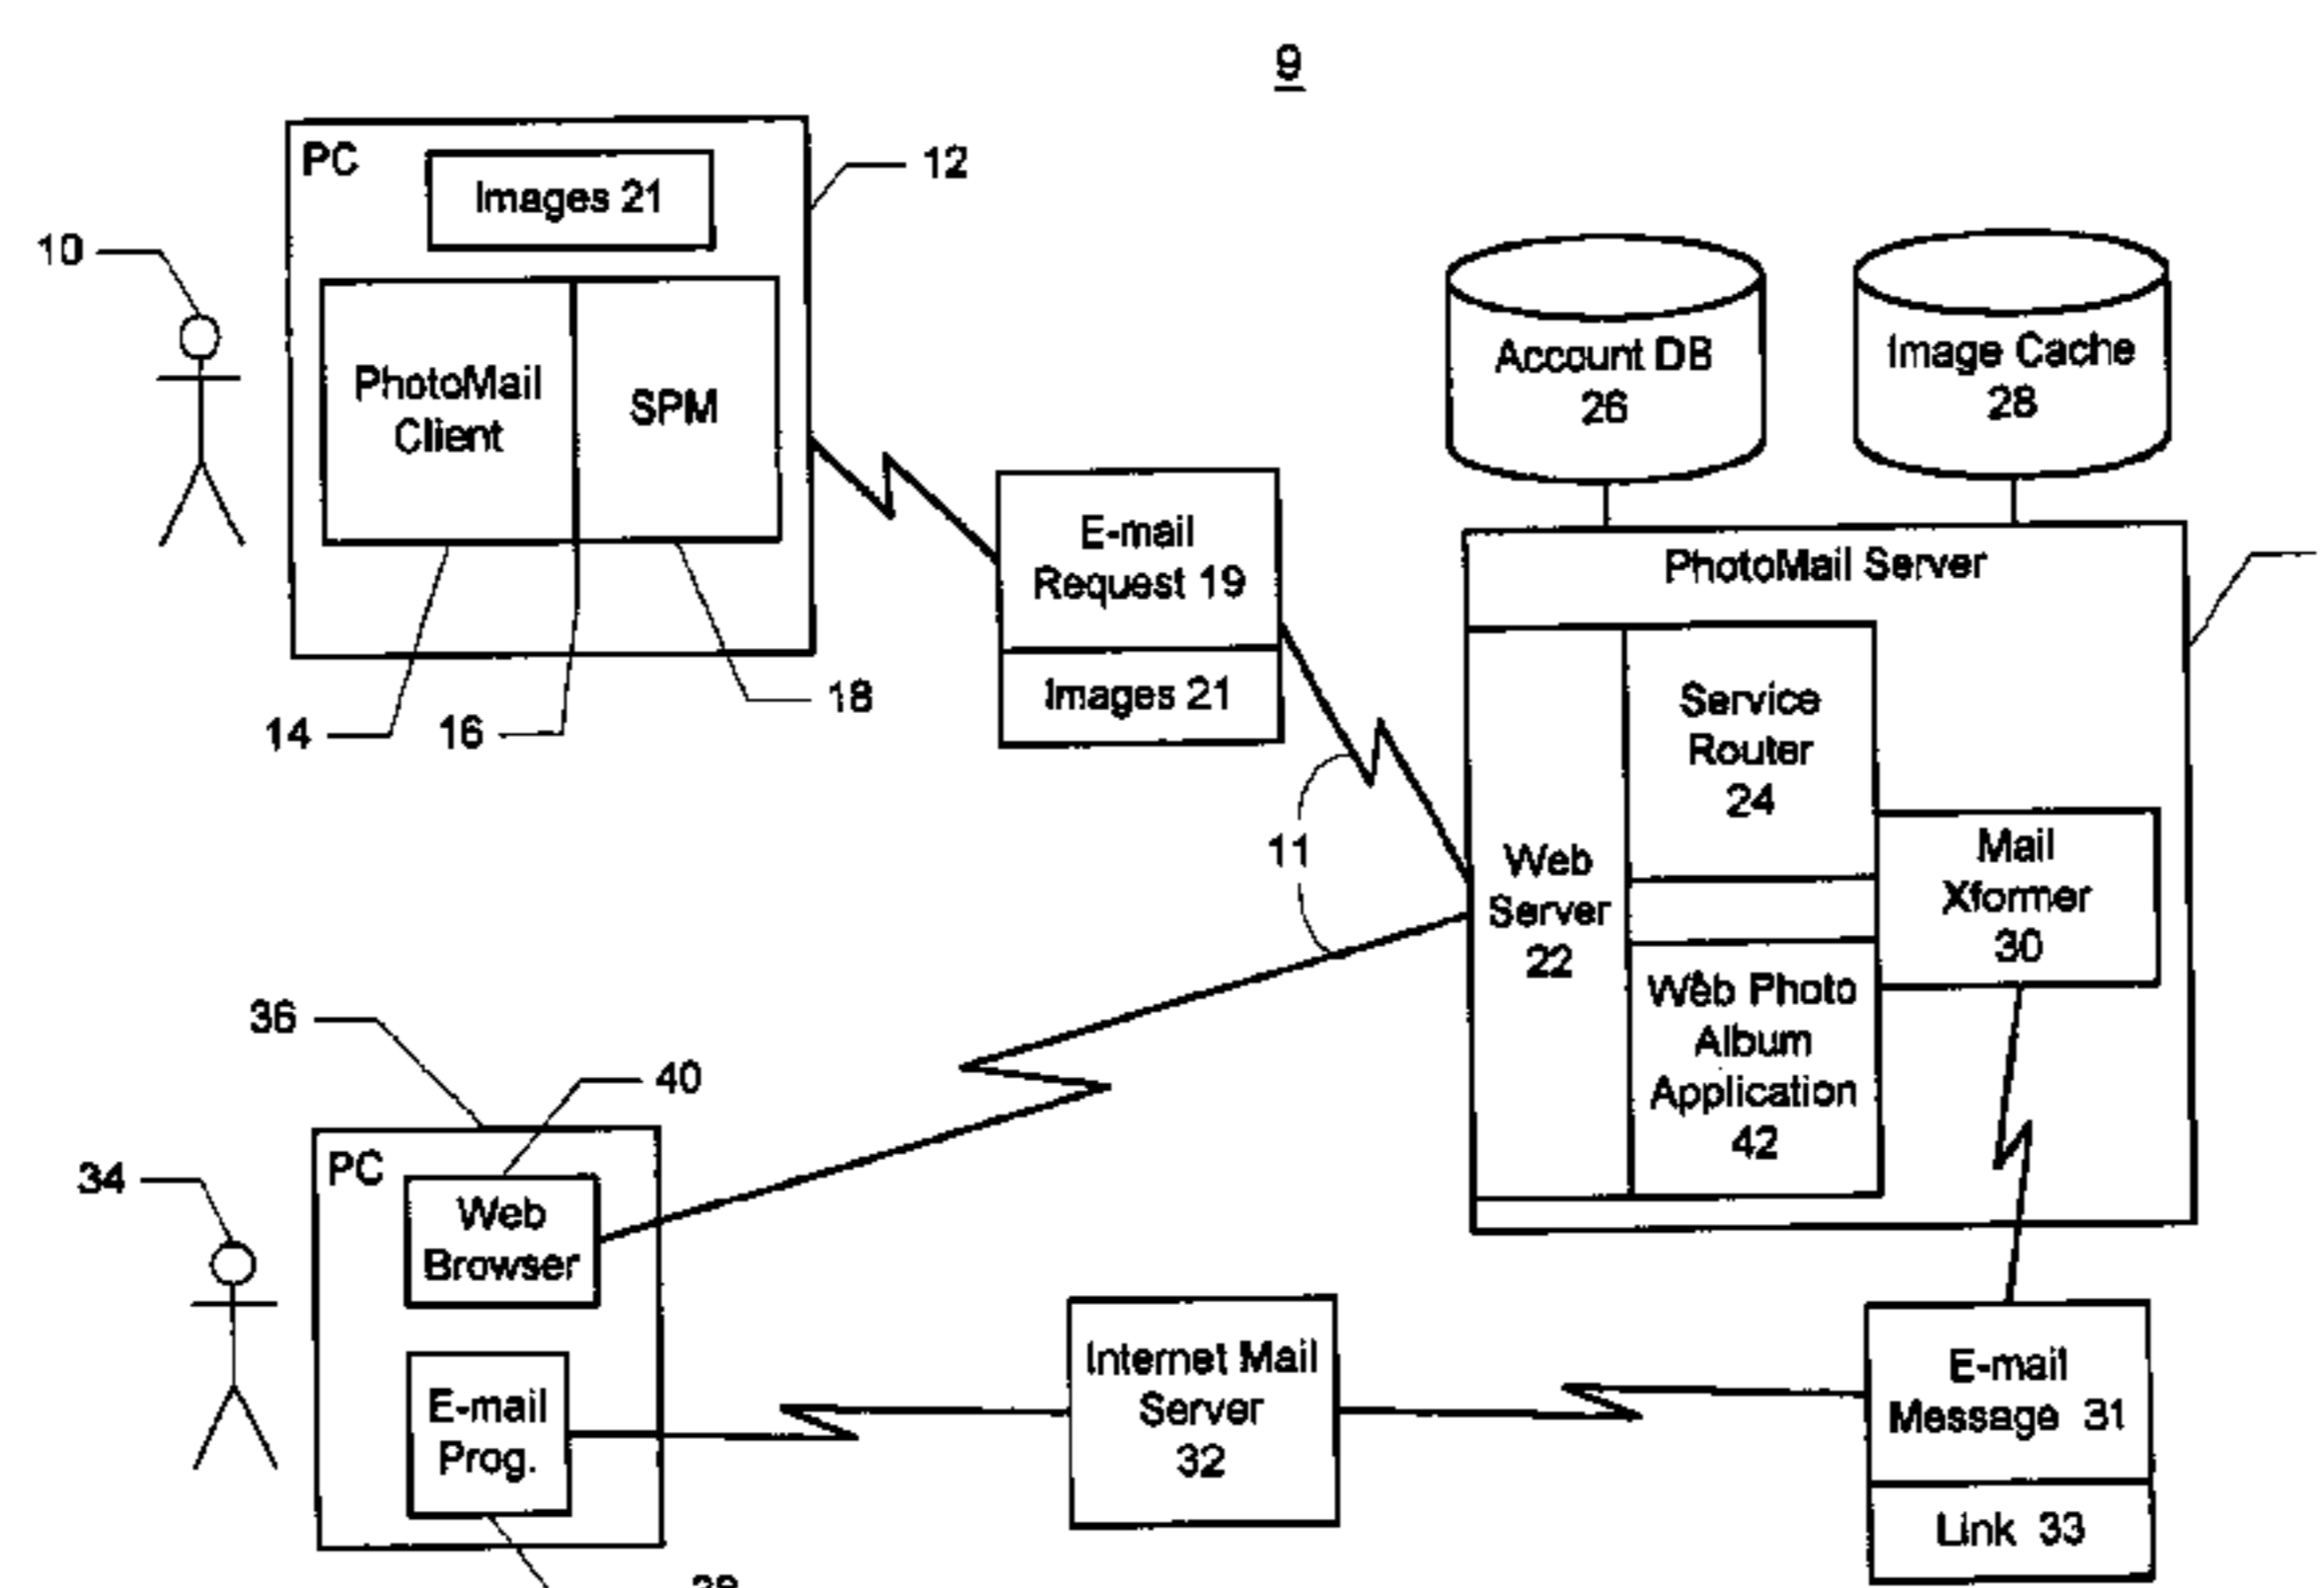 9
PC
Images 21
12
10
PhotoMail
Client
SPM
14
16
18
E-mail
Request 19
Images 21
11
Account DB
26
Image Cache
28
PhotoMail Server
Web
Server
22
Service
Router
24
Mail
Xformer
30
Web Photo
Album
Application
42
36
40
34
PC
Web
Browser
E-mail
Prog.
Internet Mail
Server
32
E-mail
Message 31
Link 33